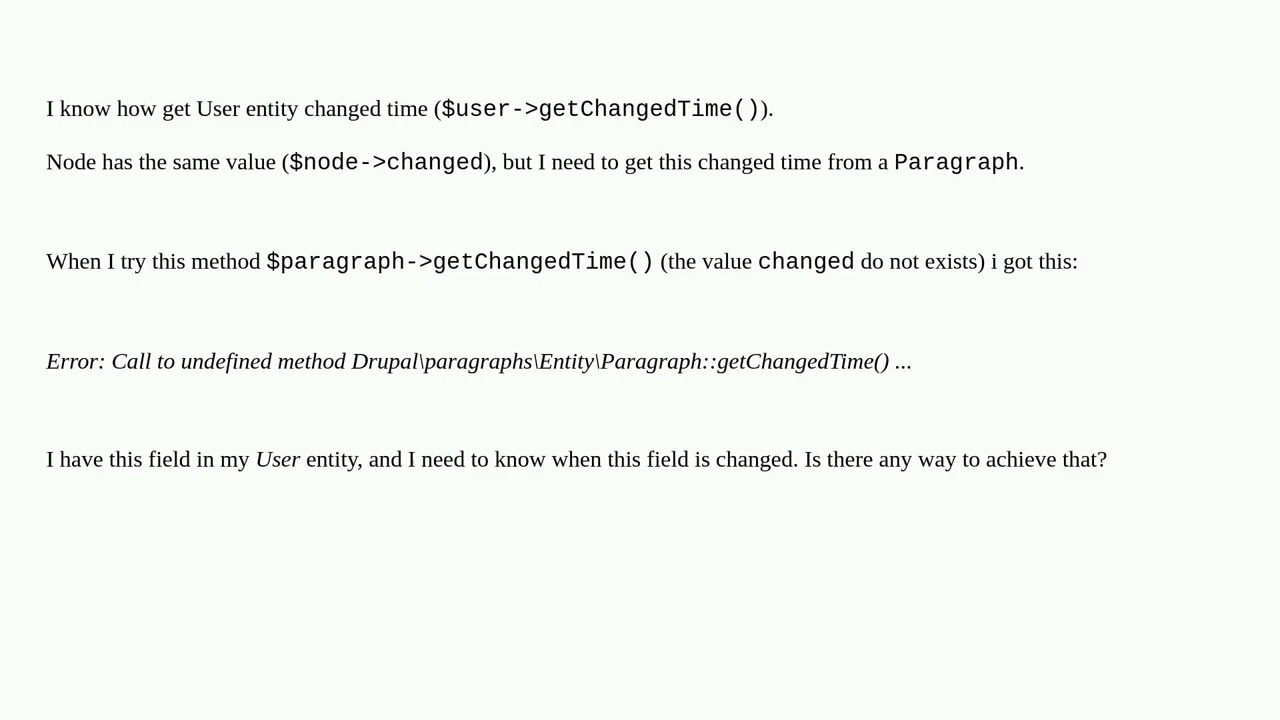 I know how get User entity changed time ($user->getChangedTime()).
Node has the same value ($node->changed), but I need to get this changed time from a Paragraph.
When I try this method $paragraph->getChangedTime() (the value changed do not exists) i got this:
Error: Call to undefined method Drupal\paragraphs\Entity\Paragraph::getChangedTime() ...
I have this field in my User entity, and I need to know when this field is changed. Is there any way to achieve that?